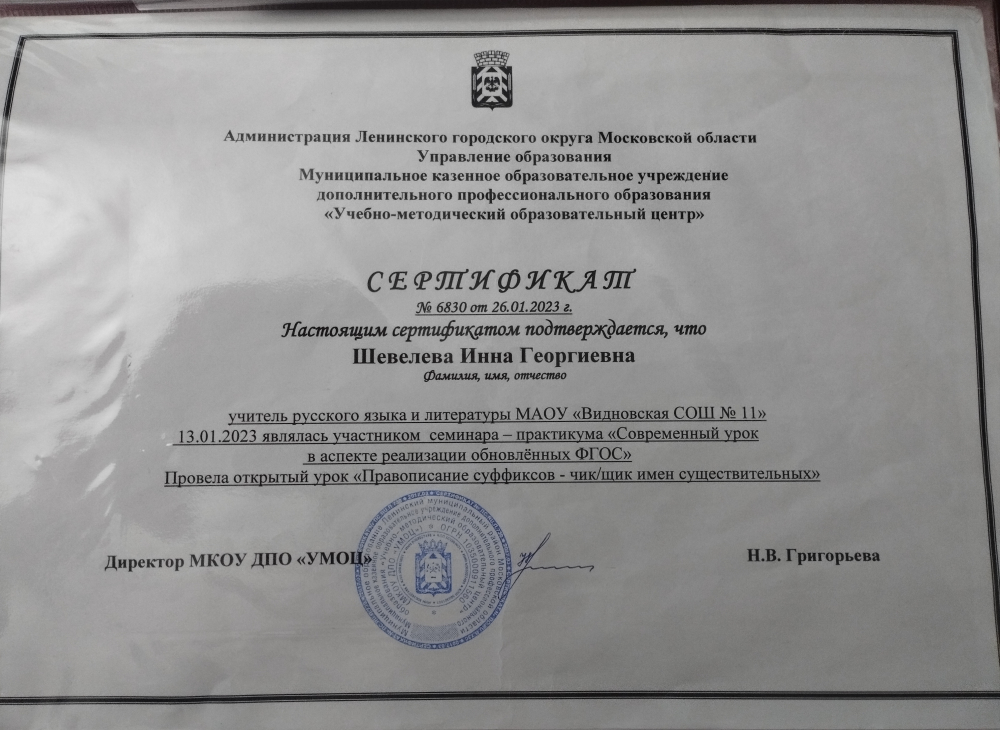 Администрация Ленинского городского округа Московской области
Управление образования
Муниципальное казенное образовательное учреждение
дополнительного профессионального образования
«Учебно-методический образовательный центр»
СЕРТИФИКАТ
№ 6830 от 26.01.2023 г.
Настоящим сертификатом подтверждается, что
Шевелева Инна Георгиевна
Фамилия, имя, отчество
учитель русского языка и литературы МАОУ «Видновская СОШ № 11»
13.01.2023 являлась участником семинара – практикума «Современный урок
в аспекте реализации обновлённых ФГОС»
Провела открытый урок «Правописание суффиксов - чик/щик имен существительных»
Директор МКОУ ДПО «УМОЦ»
Н.В. Григорьева